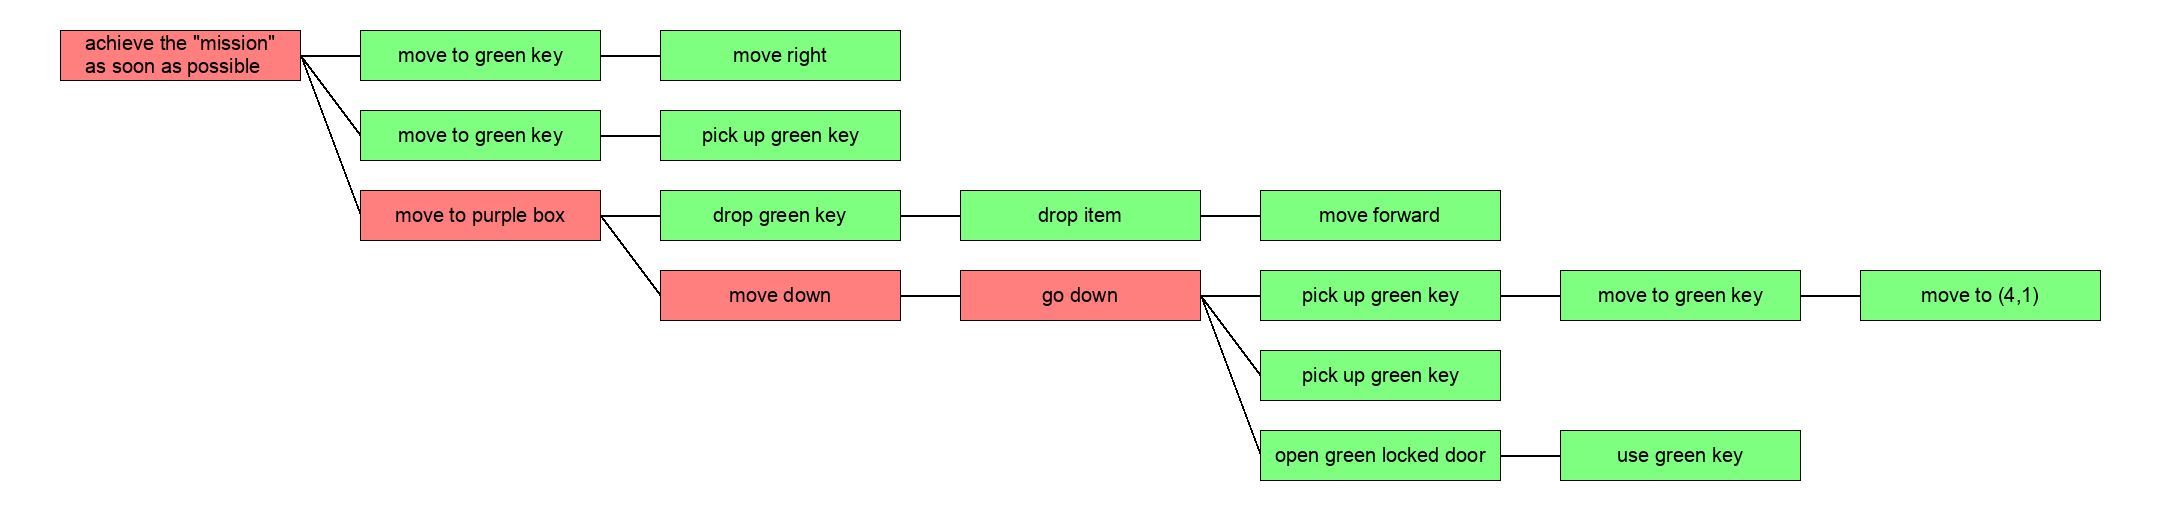 achieve the "mission"
as soon as possible
move to green key
move right
move to green key
pick up green key
move to purple box
drop green key
drop item
move forward
move down
go down
pick up green key
move to green key
move to (4,1)
pick up green key
open green locked door
use green key